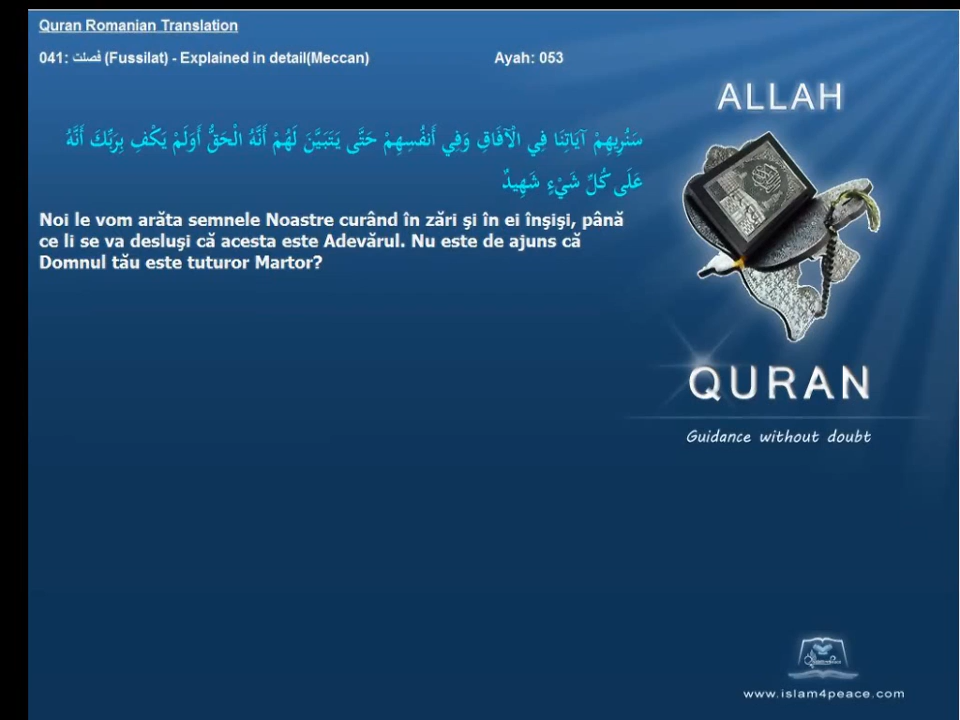 Quran Romanian Translation
041: فصلت (Fussilat) - Explained in detail(Meccan)
Ayah: 053
سَنُرِيهِمْ آيَاتِنَا فِي الْآفَاقِ وَفِي أَنفُسِهِمْ حَتَّى يَتَبَيَّنَ لَهُمْ أَنَّهُ الْحَقُّ أَوَلَمْ يَكْفِ بِرَبِّكَ أَنَّهُ
عَلَى كُلِّ شَيْءٍ شَهِيدٌ
Noi le vom arăta semnele Noastre curând în zări şi în ei înşişi, până
ce li se va desluşi că acesta este Adevărul. Nu este de ajuns că
Domnul tău este tuturor Martor?
ALLAH
QURAN
Guidance without doubt
www.islam4peace.com